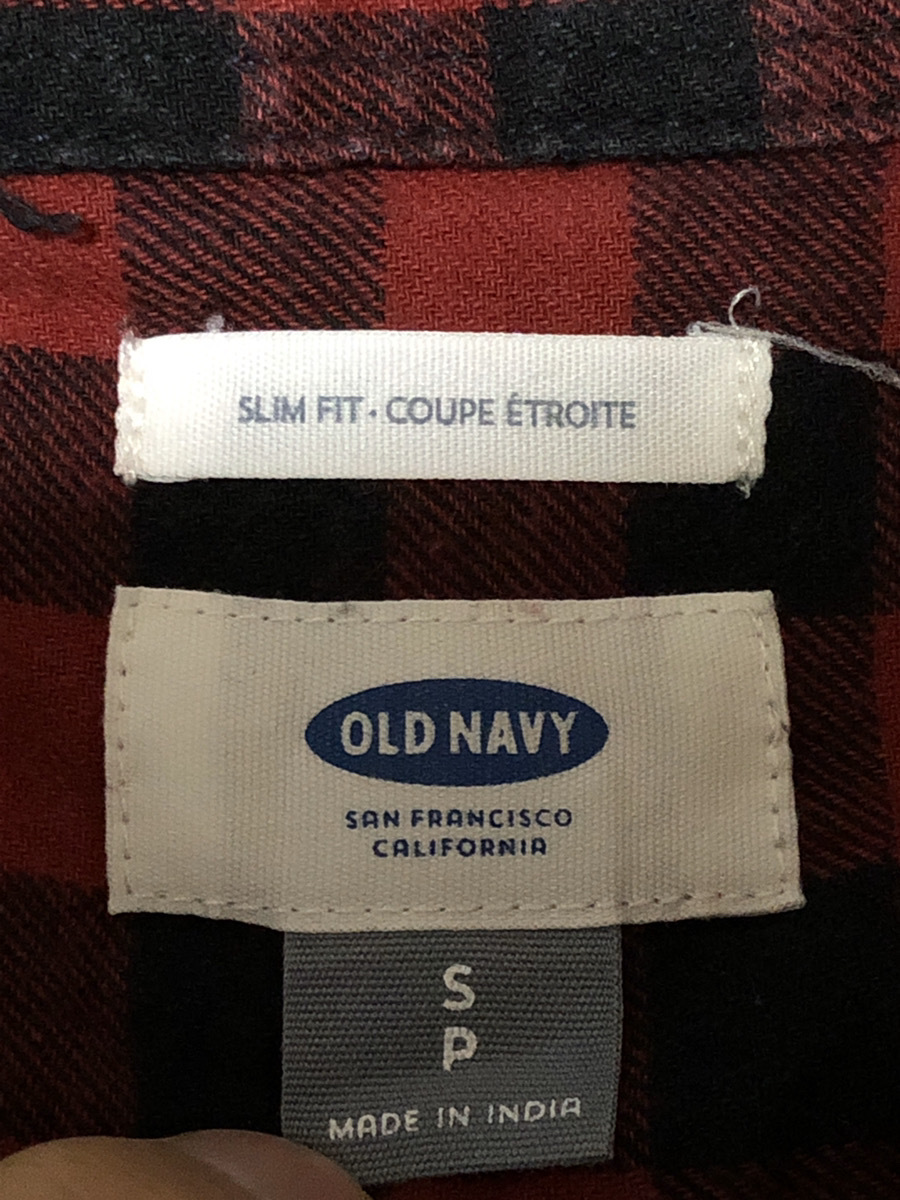 SLIM FIT • COUPE ÉTROITE
OLD NAVY
SAN FRANCISCO
CALIFORNIA
S
P
MADE IN INDIA